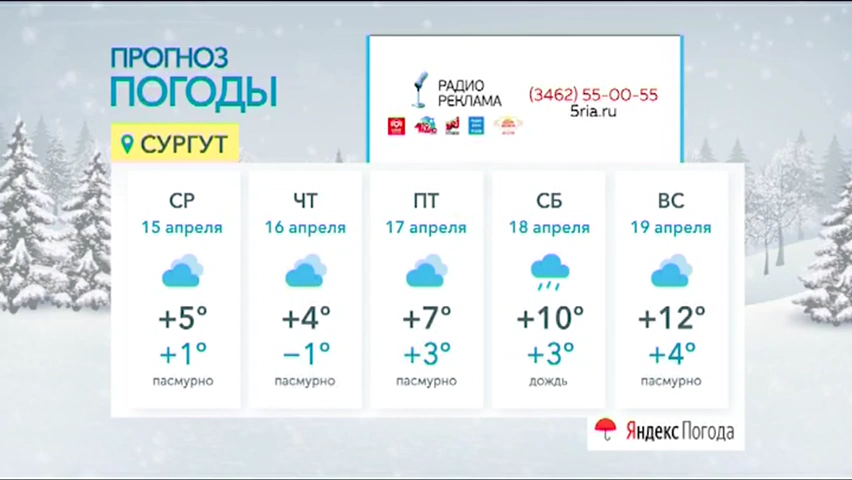 ПРОГНОЗ
ПОГОДЫ
СУРГУТ
РАДИО
РЕКЛАМА
(3462) 55-00-55
5ria.ru
СР
15 апреля
+5°
+1°
пасмурно
ЧТ
16 апреля
+4°
−1°
пасмурно
ПТ
17 апреля
+7°
+3°
пасмурно
СБ
18 апреля
+10°
+3°
дождь
ВС
19 апреля
+12°
+4°
пасмурно
Яндекс Погода